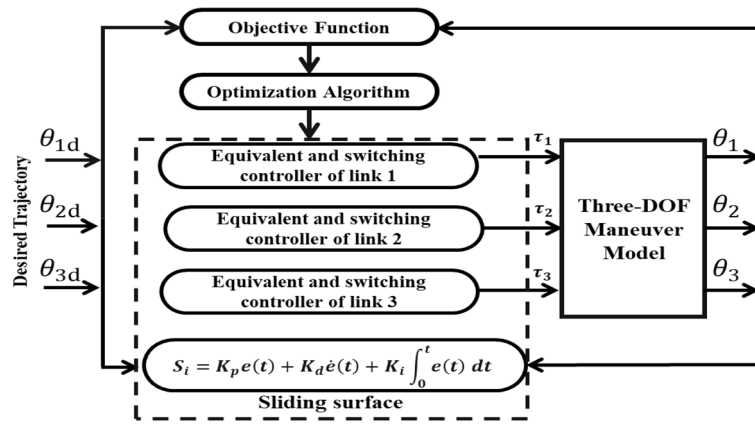 Objective Function
Optimization Algorithm
Desired Trajectory
θ1d
θ2d
θ3d
Equivalent and switching
controller of link 1
Equivalent and switching
controller of link 2
Equivalent and switching
controller of link 3
τ1
τ2
τ3
Three-DOF
Maneuver
Model
θ1
θ2
θ3
Si = Kp e(t) + Kd ė(t) + Ki ∫₀ᵗ e(t) dt
Sliding surface